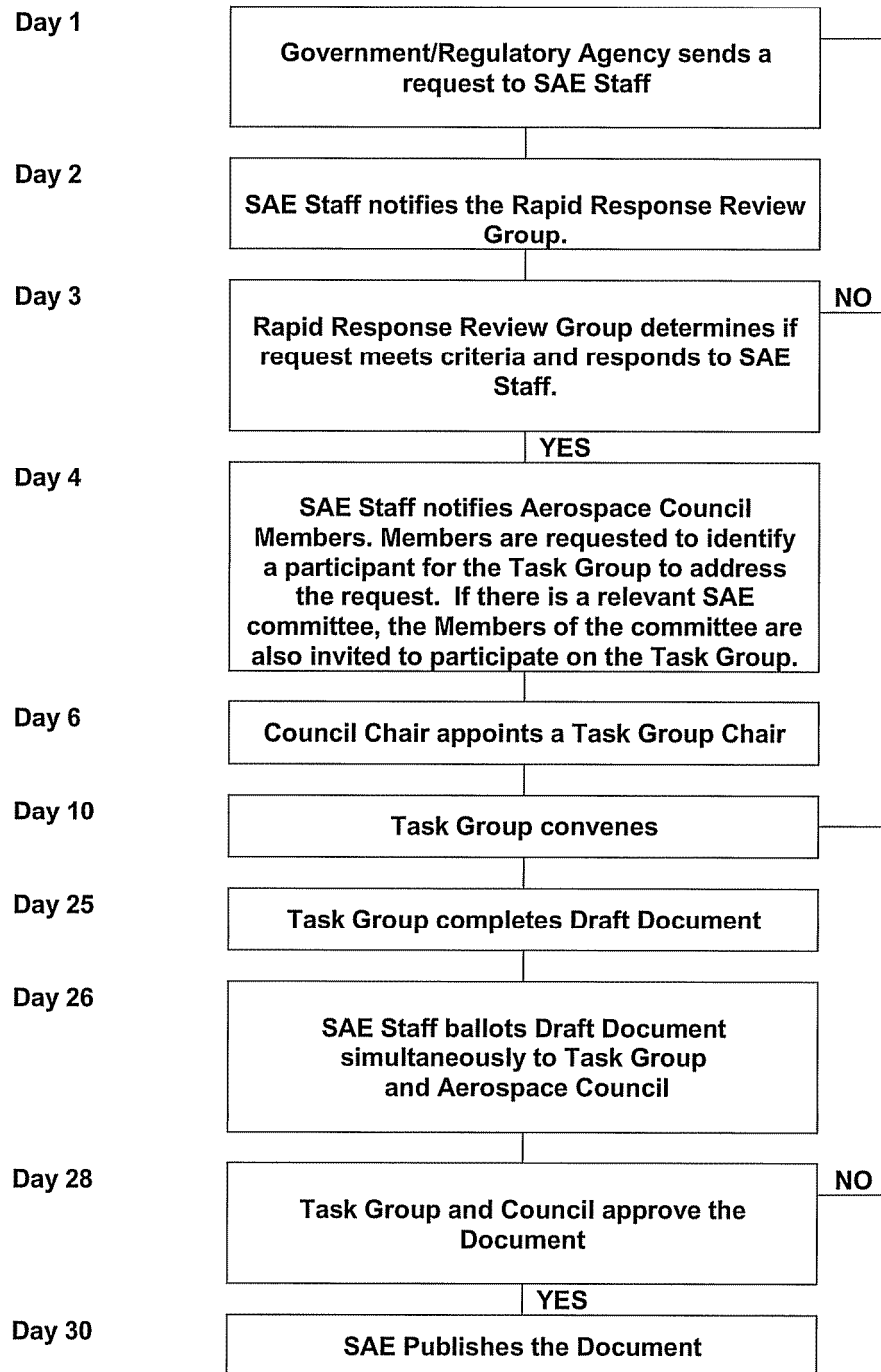 Day 1
Government/Regulatory Agency sends a
request to SAE Staff
Day 2
SAE Staff notifies the Rapid Response Review
Group.
Day 3
NO
Rapid Response Review Group determines if
request meets criteria and responds to SAE
Staff.
YES
Day 4
SAE Staff notifies Aerospace Council
Members. Members are requested to identify
a participant for the Task Group to address
the request. If there is a relevant SAE
committee, the Members of the committee are
also invited to participate on the Task Group.
Day 6
Council Chair appoints a Task Group Chair
Day 10
Task Group convenes
Day 25
Task Group completes Draft Document
Day 26
SAE Staff ballots Draft Document
simultaneously to Task Group
and Aerospace Council
Day 28
NO
Task Group and Council approve the
Document
YES
Day 30
SAE Publishes the Document